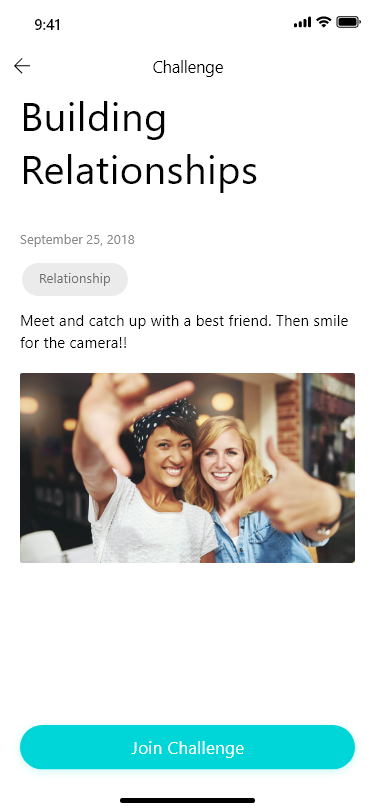 9:41
Challenge
Building
Relationships
September 25, 2018
Relationship
Meet and catch up with a best friend. Then smile
for the camera!!
Join Challenge